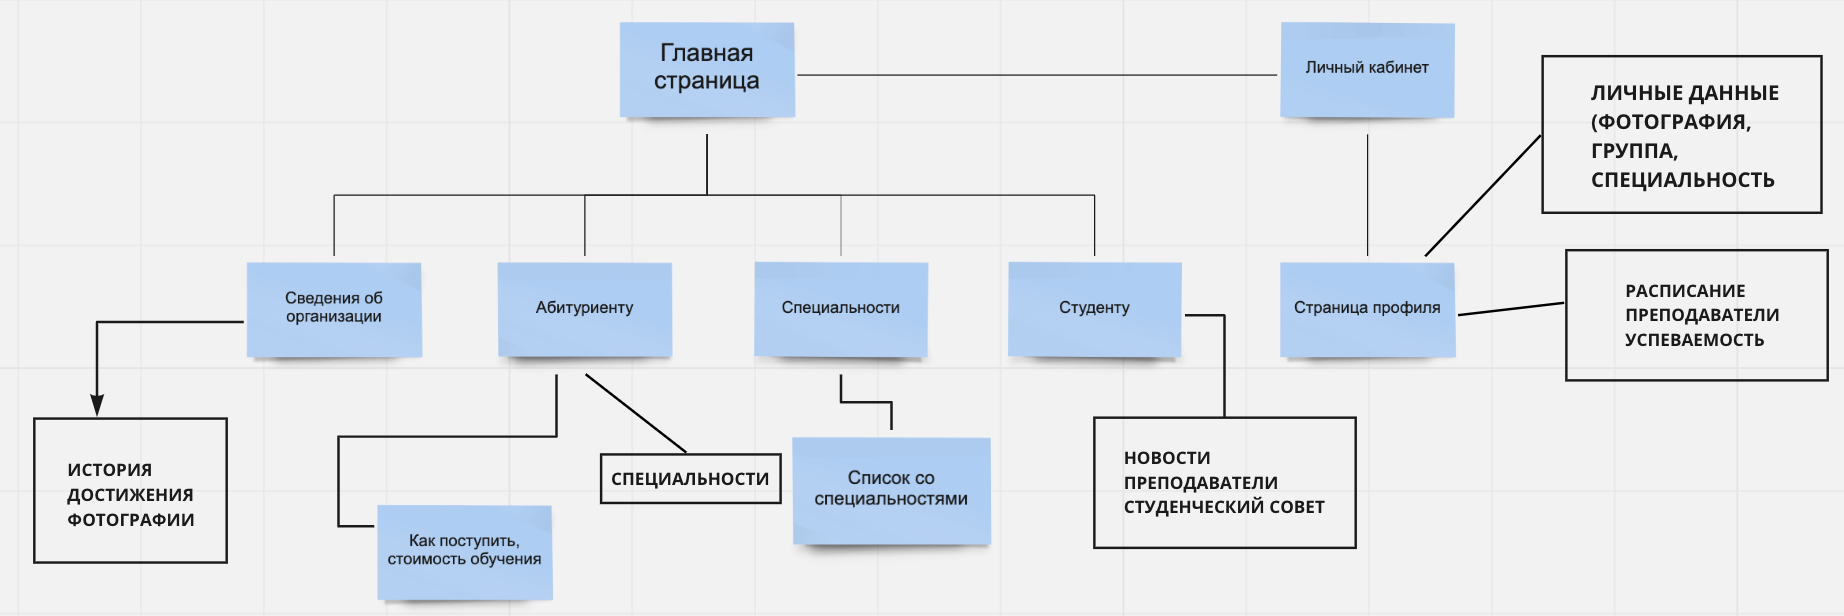 Главная
страница
Личный кабинет
ЛИЧНЫЕ ДАННЫЕ
(ФОТОГРАФИЯ,
ГРУППА,
СПЕЦИАЛЬНОСТЬ
Сведения об
организации
Абитуриенту
Специальности
Студенту
Страница профиля
РАСПИСАНИЕ
ПРЕПОДАВАТЕЛИ
УСПЕВАЕМОСТЬ
ИСТОРИЯ
ДОСТИЖЕНИЯ
ФОТОГРАФИИ
Как поступить,
стоимость обучения
СПЕЦИАЛЬНОСТИ
Список со
специальностями
НОВОСТИ
ПРЕПОДАВАТЕЛИ
СТУДЕНЧЕСКИЙ СОВЕТ